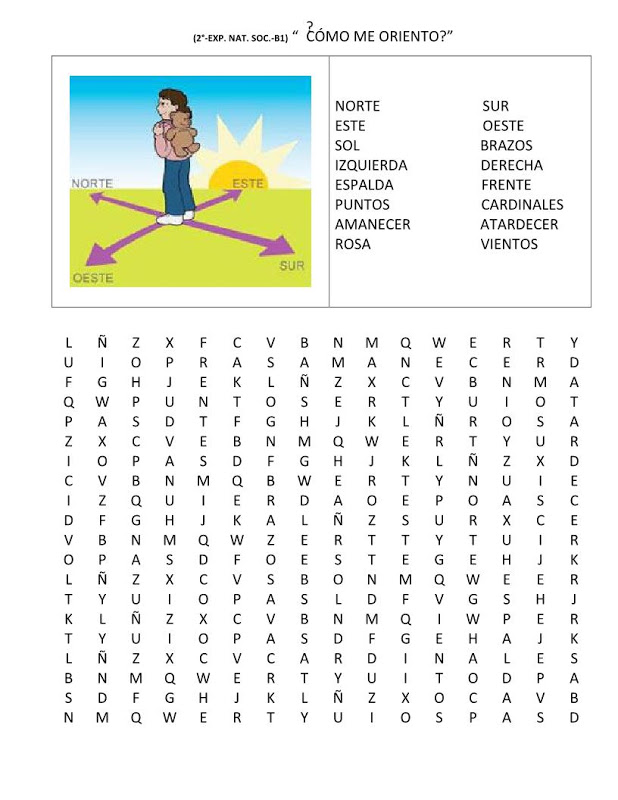 ?
(2°-EXP. NAT. SOC.-B1) “ CÓMO ME ORIENTO?”
NORTE
ESTE
OESTE
SUR
NORTE SUR
ESTE OESTE
SOL BRAZOS
IZQUIERDA DERECHA
ESPALDA FRENTE
PUNTOS CARDINALES
AMANECER ATARDECER
ROSA VIENTOS
L Ñ Z X F C V B N M Q W E R T Y
U I O P R A S A M A N E C E R D
F G H J E K L Ñ Z X C V B N M A
Q W P U N T O S E R T Y U I O T
P A S D T F G H J K L Ñ R O S A
Z X C V E B N M Q W E R T Y U R
I O P A S D F G H J K L Ñ Z X D
C V B N M Q B W E R T Y N U I E
I Z Q U I E R D A O E P O A S C
D F G H J K A L Ñ Z S U R X C E
V B N M Q W Z E R T T Y T U I R
O P A S D F O E S T E G E H J K
L Ñ Z X C V S B O N M Q W E E R
T Y U I O P A S L D F V G S H J
K L Ñ Z X C V B N M Q I W P E R
T Y U I O P A S D F G E H A J K
L Ñ Z X C V C A R D I N A L E S
B N M Q W E R T Y U I T O D P A
S D F G H J K L Ñ Z X O C A V B
N M Q W E R T Y U I O S P A S D